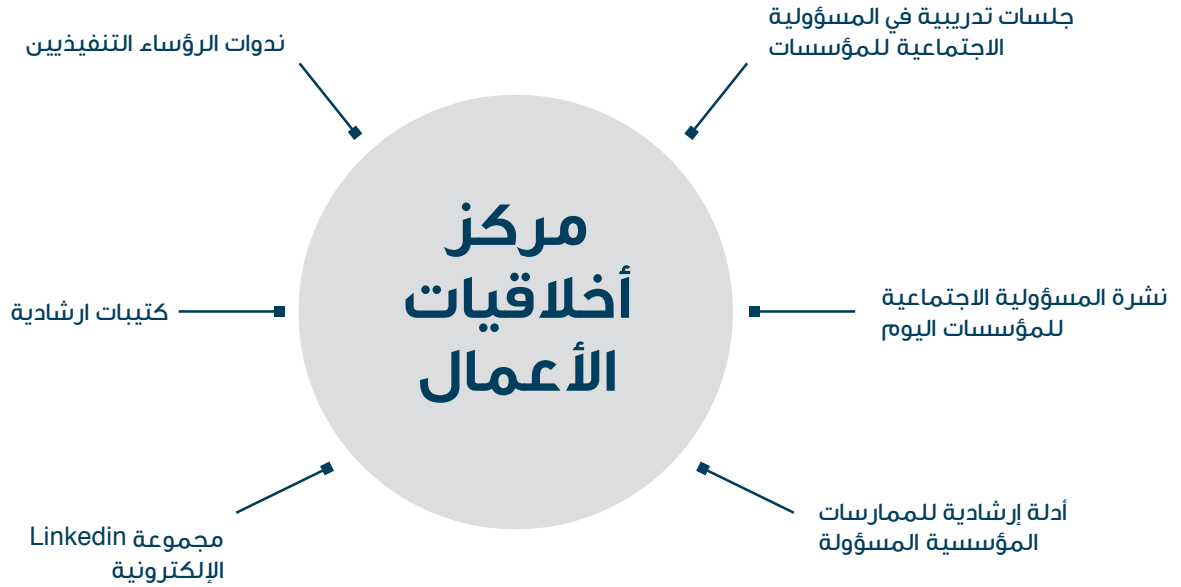 جلسات تدريبية في المسؤولية
الاجتماعية للمؤسسات
ندوات الرؤساء التنفيذيين
مركز
أخلاقيات
الأعمال
نشرة المسؤولية الاجتماعية
للمؤسسات اليوم
كتيبات ارشادية
أدلة إرشادية للممارسات
المؤسسية المسؤولة
مجموعة Linkedin
الإلكترونية